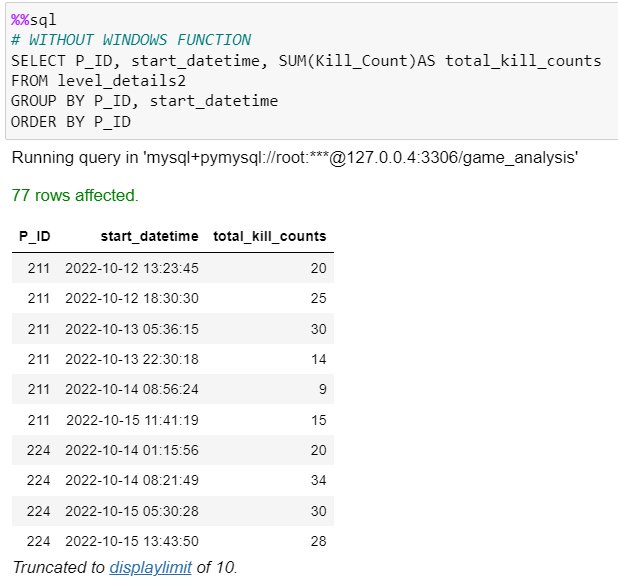 %%sql
# WITHOUT WINDOWS FUNCTION
SELECT P_ID, start_datetime, SUM(Kill_Count)AS total_kill_counts
FROM level_details2
GROUP BY P_ID, start_datetime
ORDER BY P_ID
Running query in 'mysql+pymysql://root:***@127.0.0.4:3306/game_analysis'
77 rows affected.
P_ID start_datetime total_kill_counts
211 2022-10-12 13:23:45 20
211 2022-10-12 18:30:30 25
211 2022-10-13 05:36:15 30
211 2022-10-13 22:30:18 14
211 2022-10-14 08:56:24 9
211 2022-10-15 11:41:19 15
224 2022-10-14 01:15:56 20
224 2022-10-14 08:21:49 34
224 2022-10-15 05:30:28 30
224 2022-10-15 13:43:50 28
Truncated to displaylimit of 10.